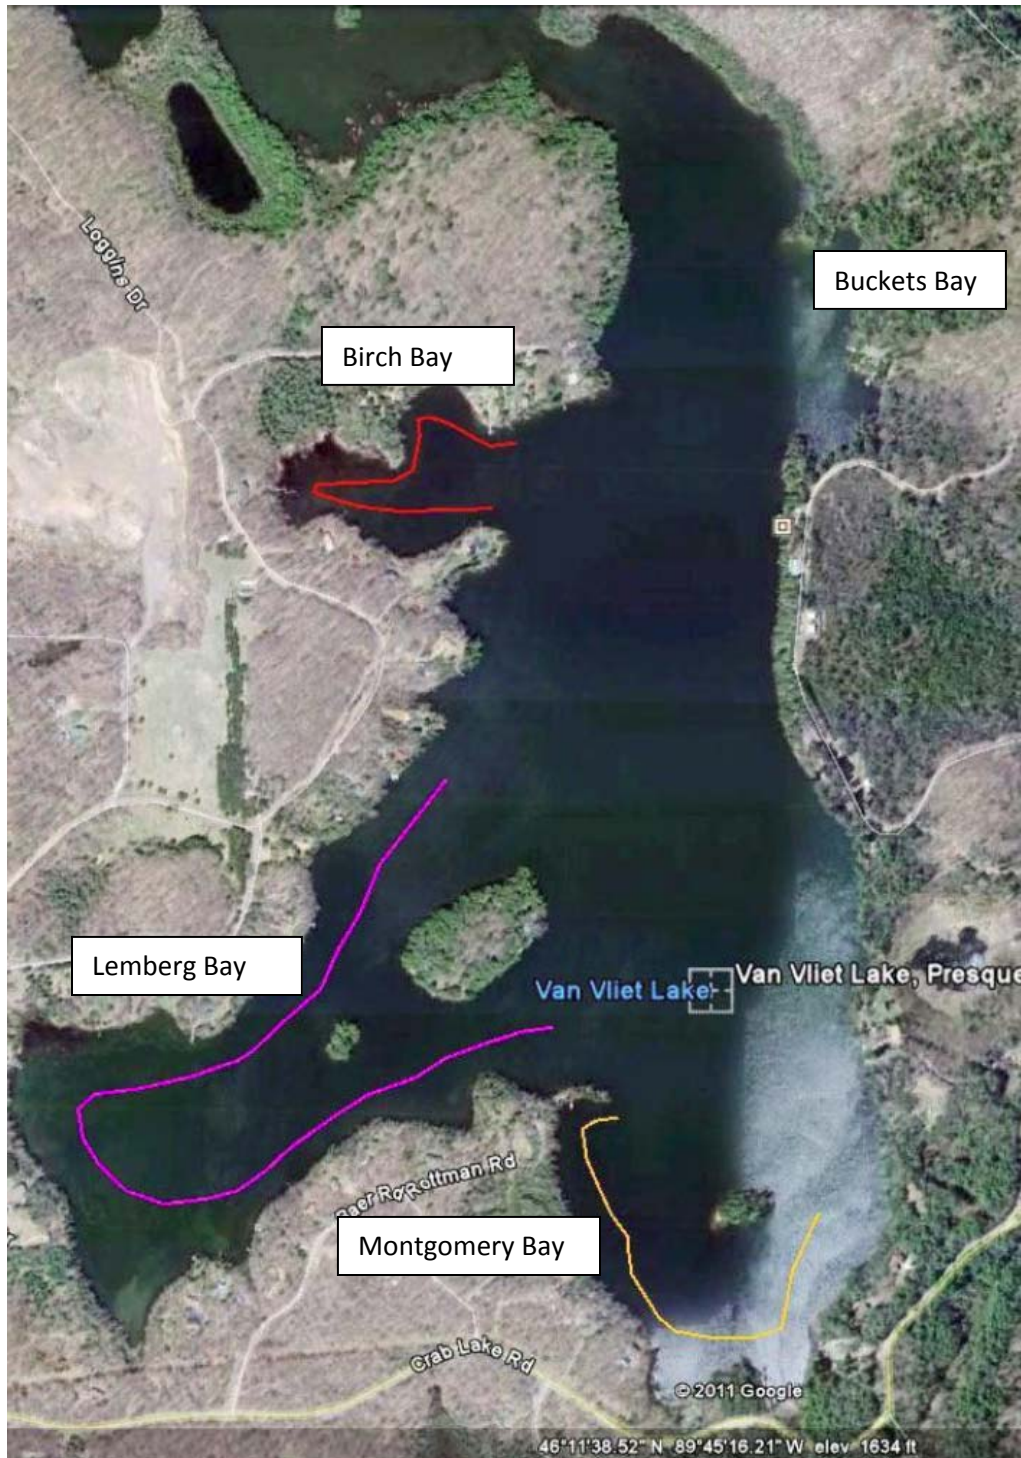 Loggins Dr
Buckets Bay
Birch Bay
Lemberg Bay
Van Vliet Lake
Van Vliet Lake, Presque
Rottman Rd
Montgomery Bay
Crab Lake Rd
© 2011 Google
46°11'38.52" N 89°45'16.21" W elev 1634 ft